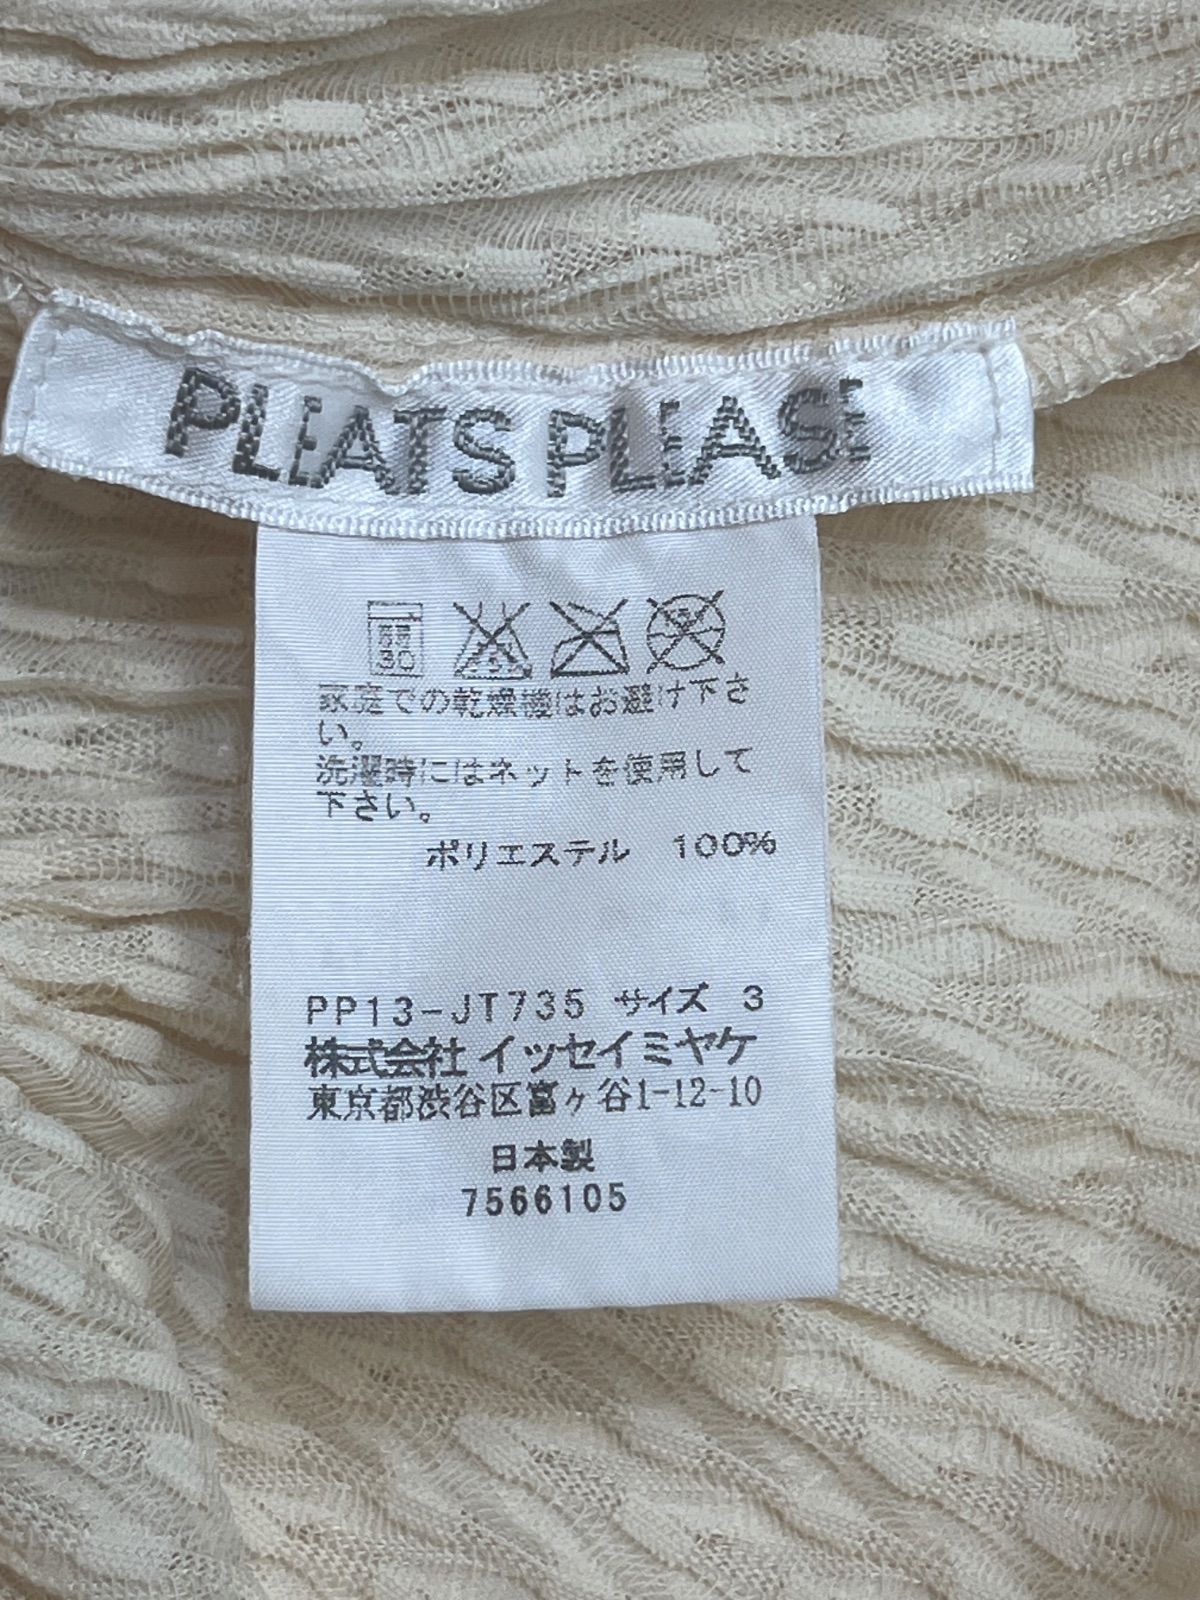 PLEATS PLEASE
30
家庭での乾燥機はお避け下さ
い。
洗濯時にはネットを使用して
下さい。
ポリエステル 100%
PP13-JT735 サイズ 3
株式会社 イッセイミヤケ
東京都渋谷区富ヶ谷1-12-10
日本製
7566105